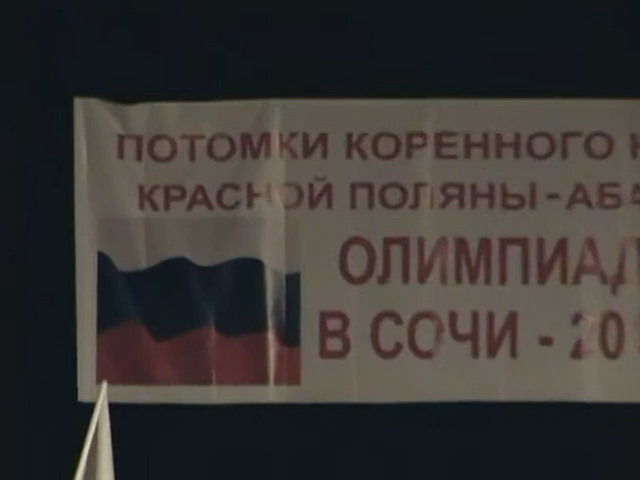 ПОТОМКИ КОРЕННОГО
КРАСНОЙ ПОЛЯНЫ-АБА
ОЛИМПИАД
В СОЧИ - 20